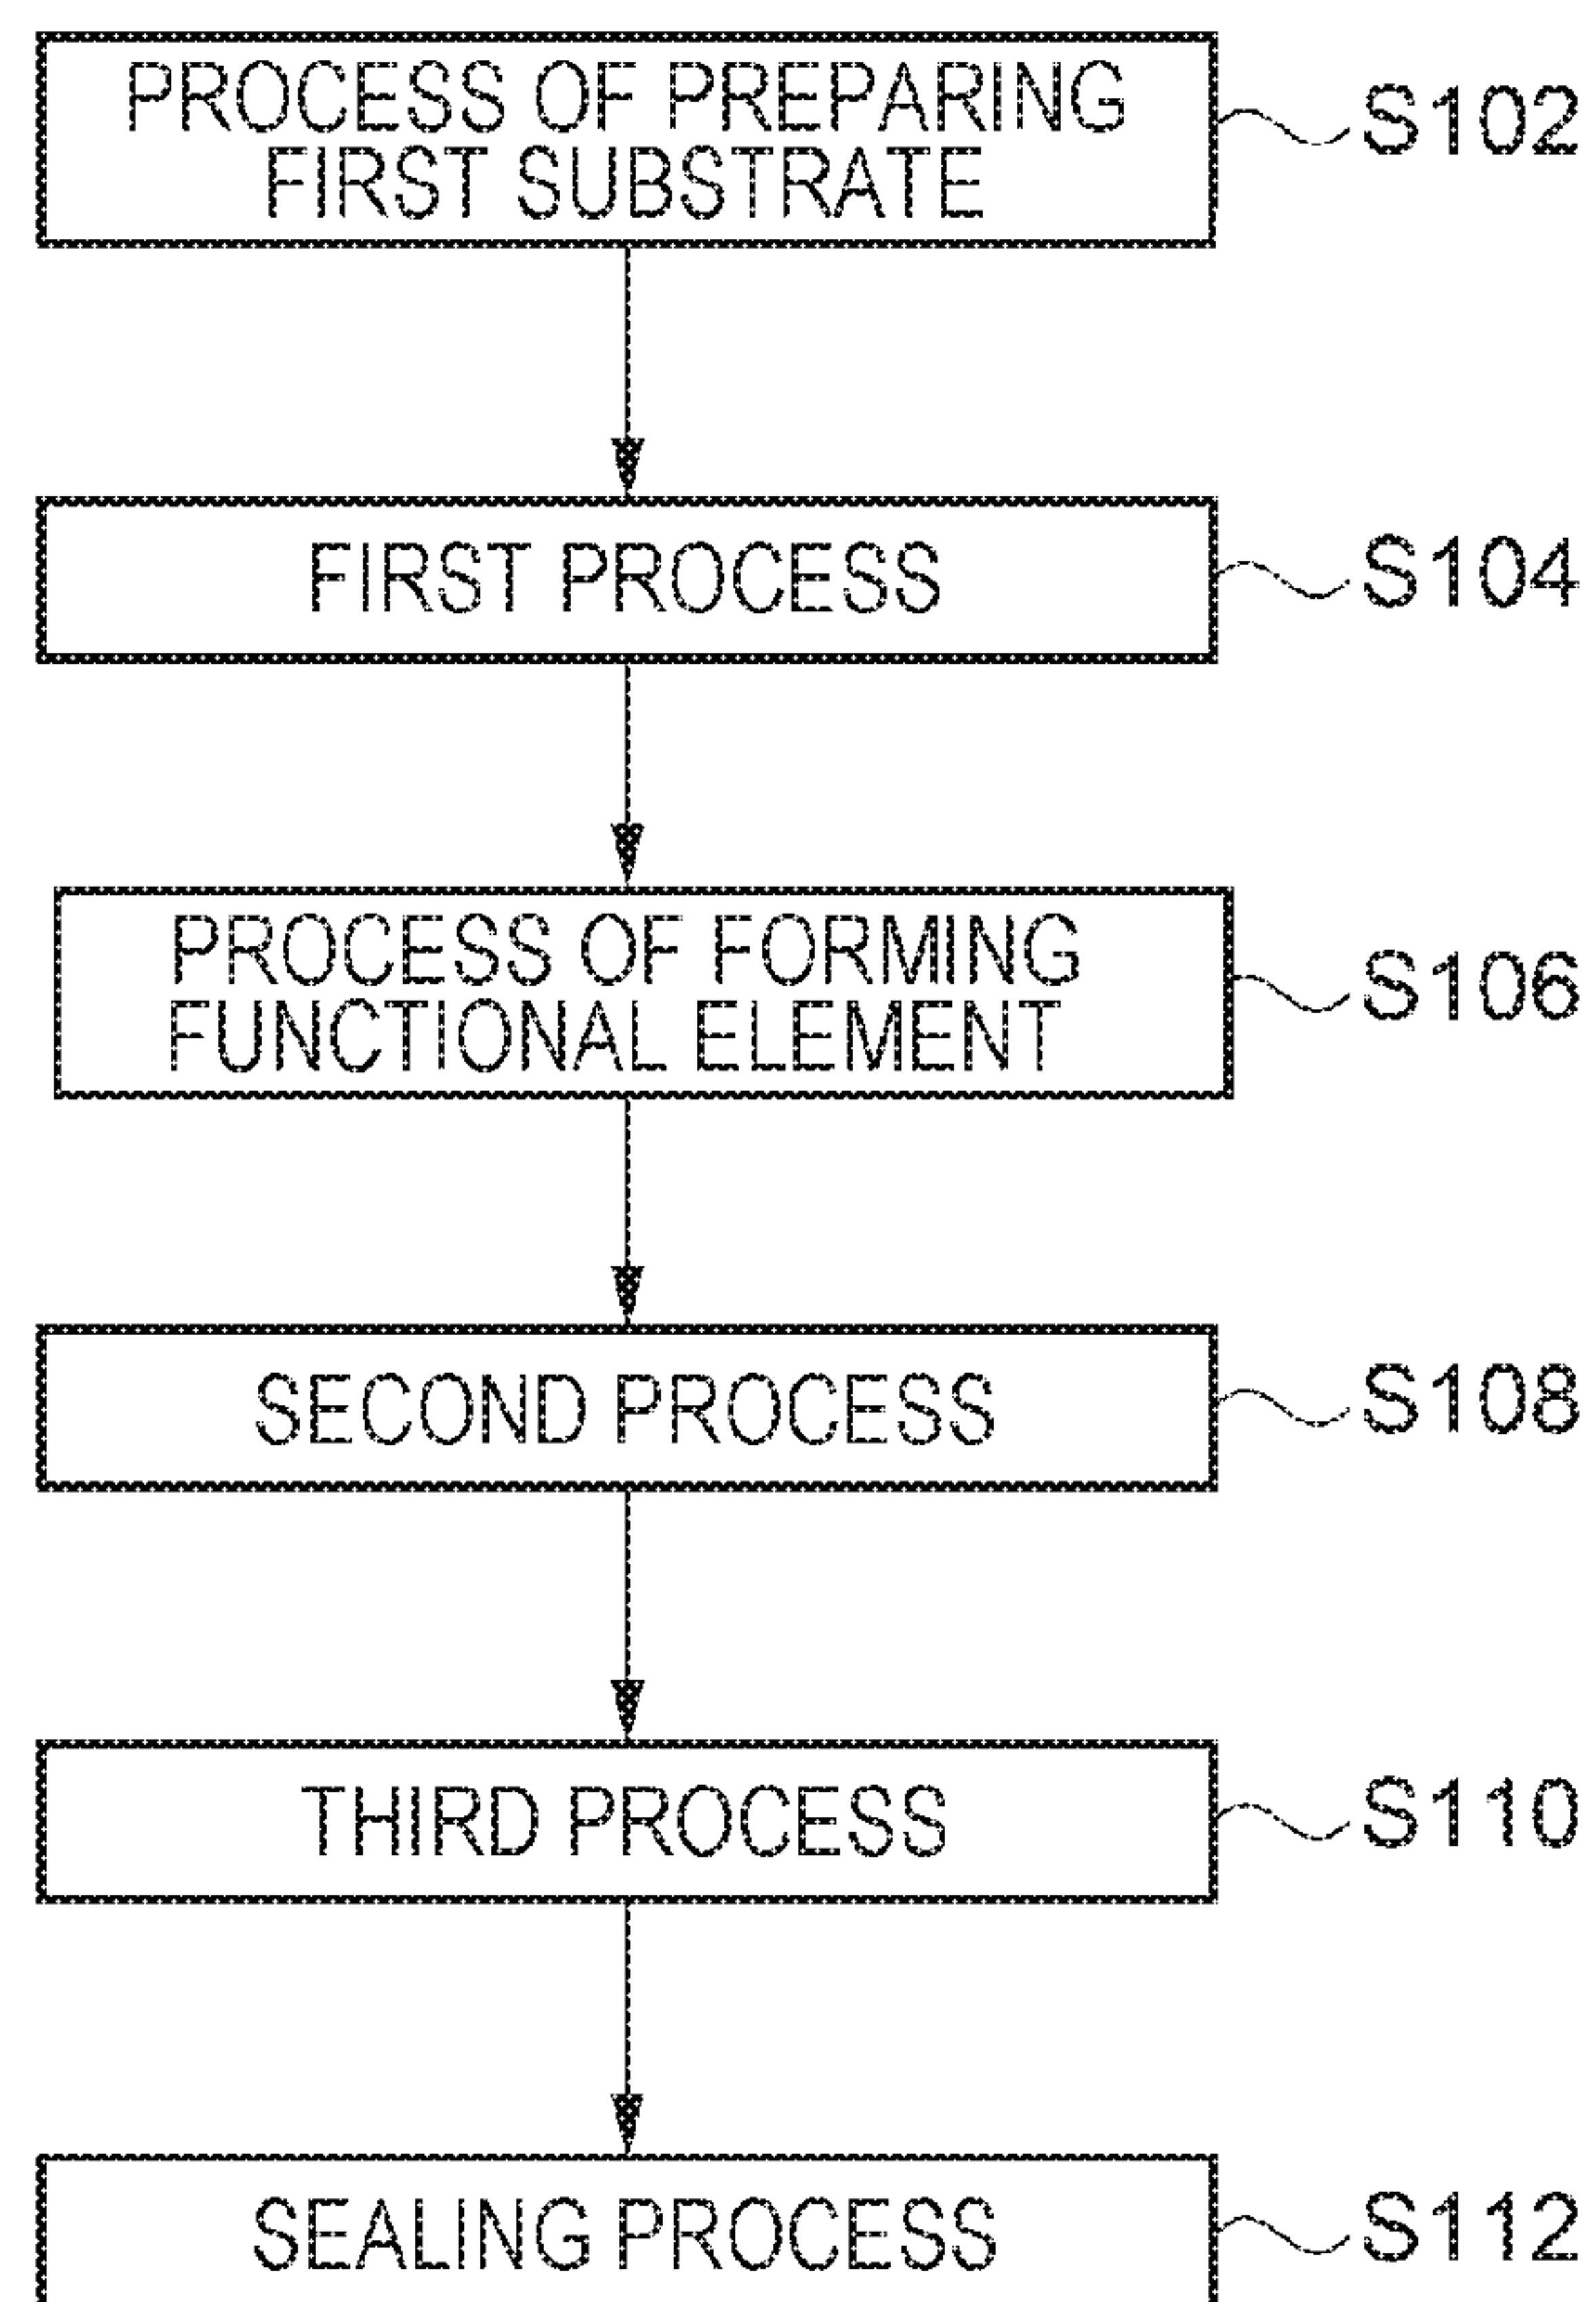 PROCESS OF PREPARING
FIRST SUBSTRATE
S102
FIRST PROCESS
S104
PROCESS OF FORMING
FUNCTIONAL ELEMENT
S106
SECOND PROCESS
S108
THIRD PROCESS
S110
SEALING PROCESS
S112